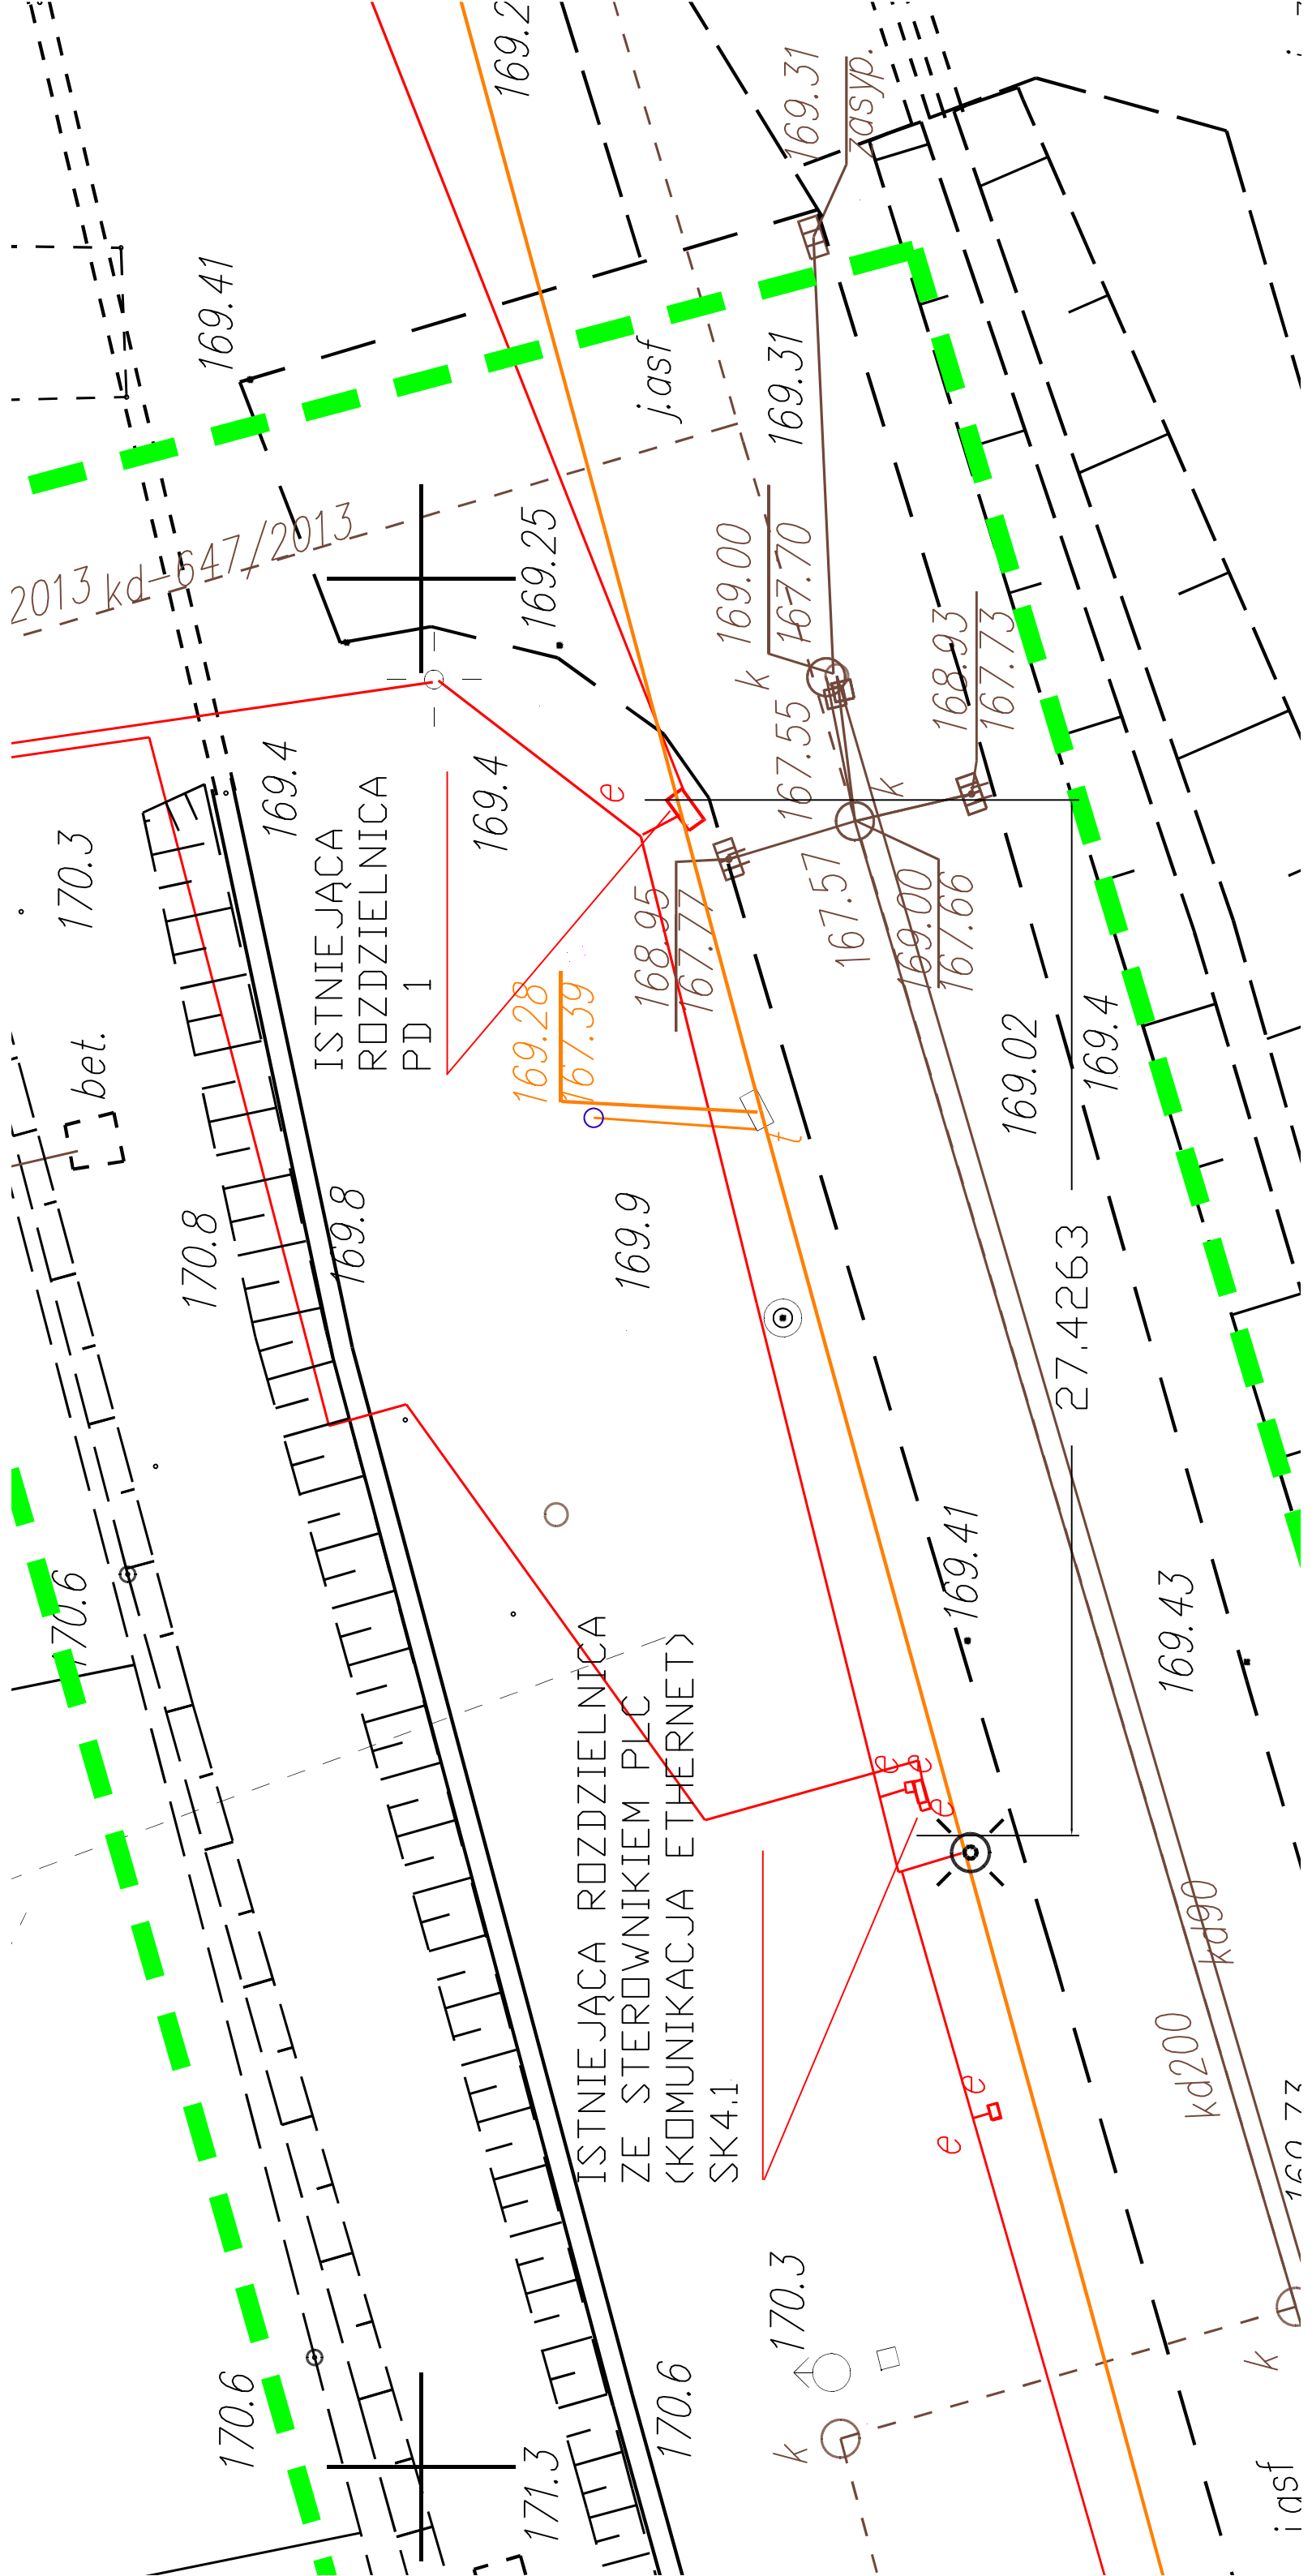 169.2
169.31
zasyp.
169.41
j.asf
169.31
2013 kd-647/2013
169.25
169.00
167.70
k
168.93
167.73
167.55
k
169.4
169.4
e
ISTNIEJĄCA
ROZDZIELNICA
PD 1
170.3
167.57
168.95
167.77
169.00
167.66
169.28
167.39
bet.
169.02
169.4
t
170.8
169.8
169.9
27.4263
169.41
170.6
169.43
ISTNIEJĄCA ROZDZIELNICA
ZE STEROWNIKIEM PLC
(KOMUNIKACJA ETHERNET)
SK4.1
e
e
e
kd90
kd200
e
e
170.3
170.6
170.6
k
k
171.3